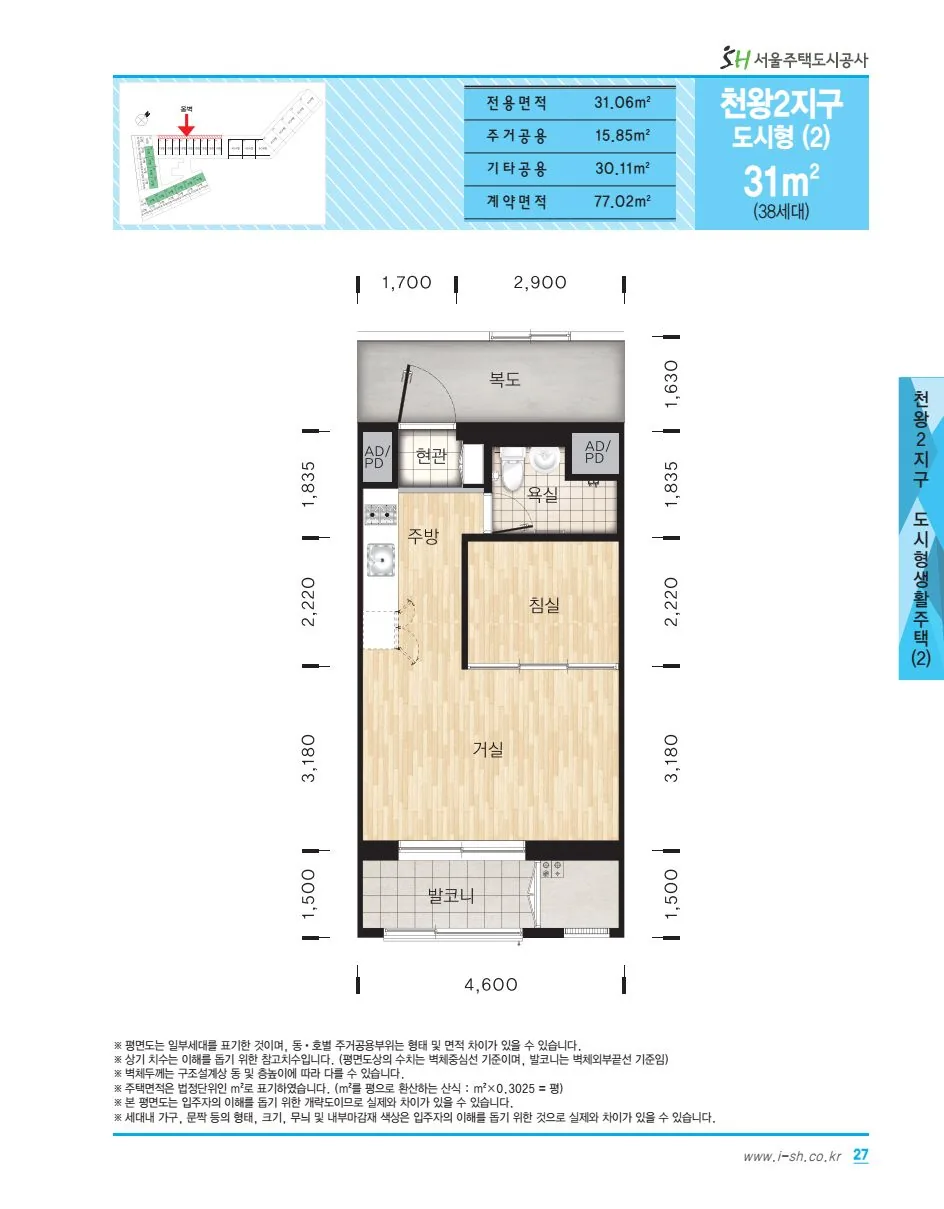 SH 서울주택도시공사
옹벽
전용면적 31.06m²
주거공용 15.85m²
기타공용 30.11m²
계약면적 77.02m²
천왕2지구
도시형 (2)
31m²
(38세대)
1,700 2,900
복도
1,630
AD/
PD
현관
AD/
PD
욕실
1,835
1,835
주방
침실
2,220
2,220
거실
3,180
3,180
발코니
1,500
1,500
4,600
천왕2지구 도시형생활주택(2)
※ 평면도는 일부세대를 표기한 것이며, 동·호별 주거공용부위는 형태 및 면적 차이가 있을 수 있습니다.
※ 상기 치수는 이해를 돕기 위한 참고치수입니다. (평면도상의 수치는 벽체중심선 기준이며, 발코니는 벽체외부끝선 기준임)
※ 벽체두께는 구조설계상 동 및 층높이에 따라 다를 수 있습니다.
※ 주택면적은 법정단위인 m²로 표기하였습니다. (m²를 평으로 환산하는 산식 : m²×0.3025 = 평)
※ 본 평면도는 입주자의 이해를 돕기 위한 개략도이므로 실제와 차이가 있을 수 있습니다.
※ 세대내 가구, 문짝 등의 형태, 크기, 무늬 및 내부마감재 색상은 입주자의 이해를 돕기 위한 것으로 실제와 차이가 있을 수 있습니다.
www.i-sh.co.kr 27